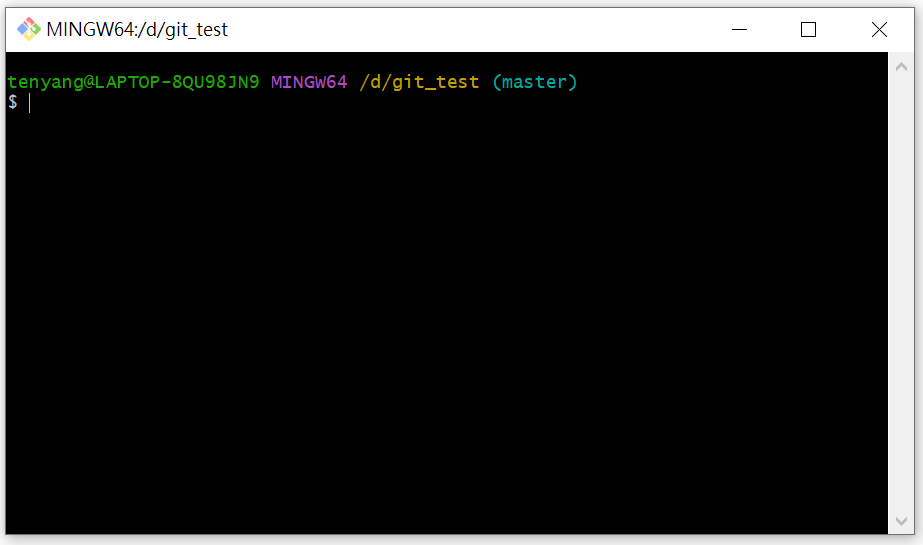 MINGW64:/d/git_test
tenyang@LAPTOP-8QU98JN9 MINGW64 /d/git_test (master)
$